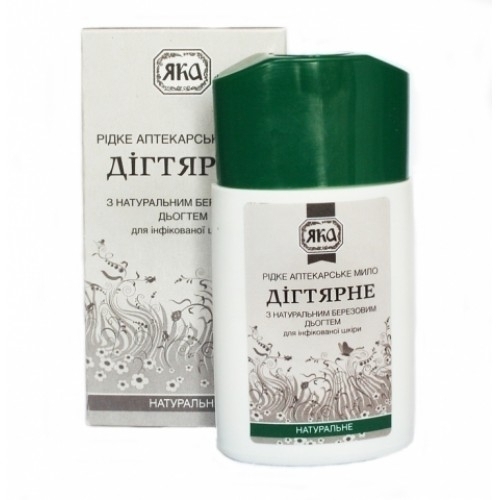 ЯКА
РІДКЕ АПТЕКАРСЬКЕ
ДІГТЯРНЕ
З НАТУРАЛЬНИМ БЕРЕ
ДЬОГТЕМ
для інфікованої ш
НАТУРАЛЬНЕ
ЯКА
РІДКЕ АПТЕКАРСЬКЕ МИЛО
ДІГТЯРНЕ
З НАТУРАЛЬНИМ БЕРЕЗОВИМ
ДЬОГТЕМ
для інфікованої шкіри
НАТУРАЛЬНЕ